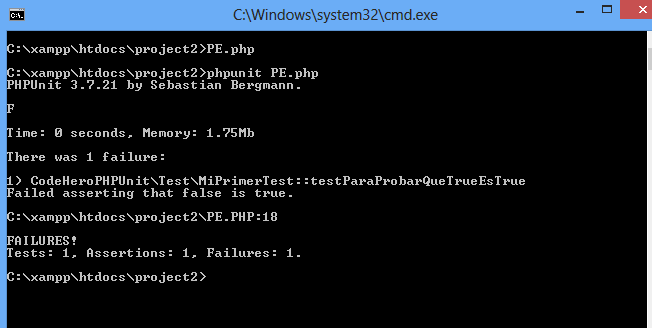 C:\Windows\system32\cmd.exe
C:\xampp\htdocs\project2>PE.php
C:\xampp\htdocs\project2>phpunit PE.php
PHPUnit 3.7.21 by Sebastian Bergmann.
F
Time: 0 seconds, Memory: 1.75Mb
There was 1 failure:
1) CodeHeroPHPUnit\Test\MiPrimerTest::testParaProbarQueTrueEsTrue
Failed asserting that false is true.
C:\xampp\htdocs\project2\PE.PHP:18
FAILURES!
Tests: 1, Assertions: 1, Failures: 1.
C:\xampp\htdocs\project2>